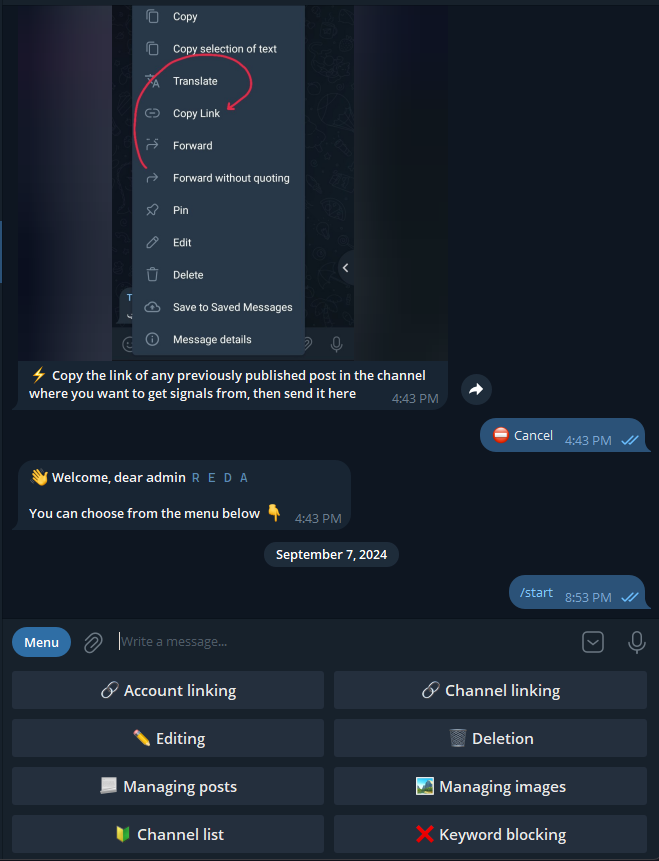 Copy
Copy selection of text
Translate
Copy Link
Forward
Forward without quoting
Pin
Edit
Delete
Save to Saved Messages
Message details
⚡ Copy the link of any previously published post in the channel
where you want to get signals from, then send it here
4:43 PM
⛔ Cancel 4:43 PM
👋 Welcome, dear admin R E D A
You can choose from the menu below 👇 4:43 PM
September 7, 2024
/start 8:53 PM
Menu Write a message...
🔗 Account linking
🔗 Channel linking
✏️ Editing
🗑️ Deletion
📃 Managing posts
🖼️ Managing images
🔰 Channel list
❌ Keyword blocking